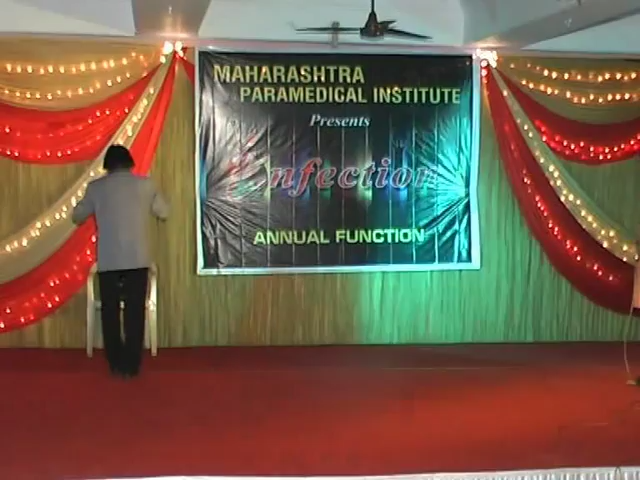 MAHARASHTRA
PARAMEDICAL INSTITUTE
Presents
Infection
ANNUAL FUNCTION